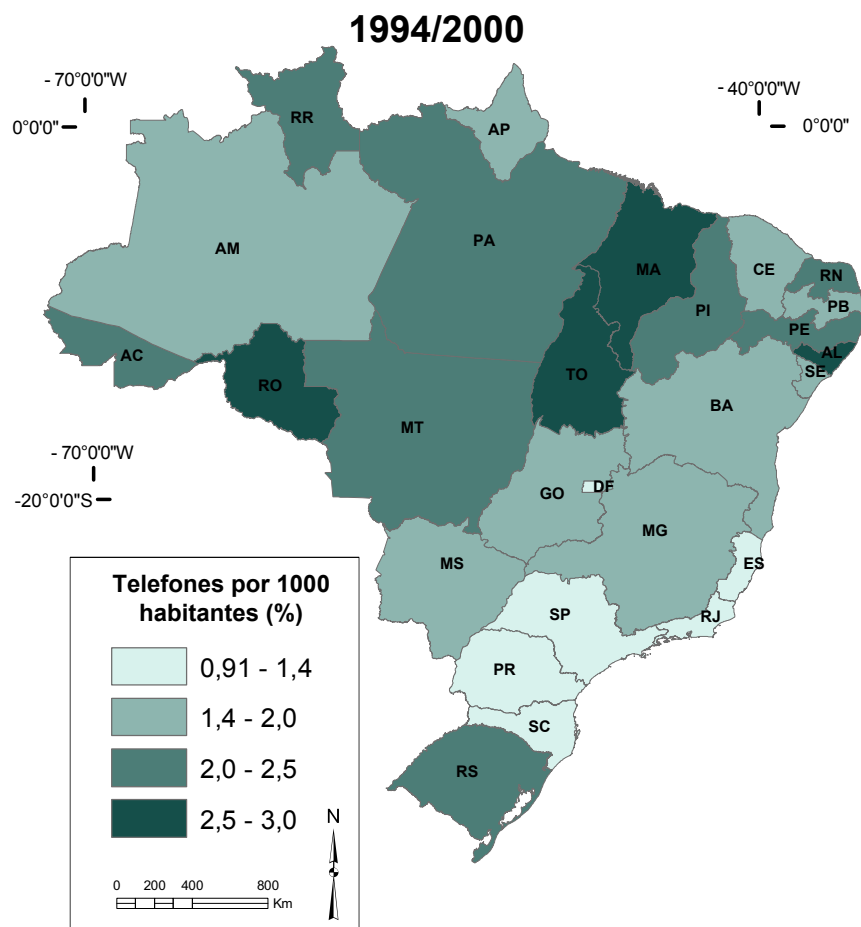 1994/2000
- 70°0'0"W
- 40°0'0"W
0°0'0"
0°0'0"
RR
AP
AM
PA
MA
CE
RN
PB
PI
PE
AC
AL
RO
TO
SE
BA
MT
- 70°0'0"W
-20°0'0"S
GO
DF
MG
MS
ES
SP
RJ
PR
SC
RS
Telefones por 1000
habitantes (%)
0,91 - 1,4
1,4 - 2,0
2,0 - 2,5
2,5 - 3,0
N
0 200 400 800
Km